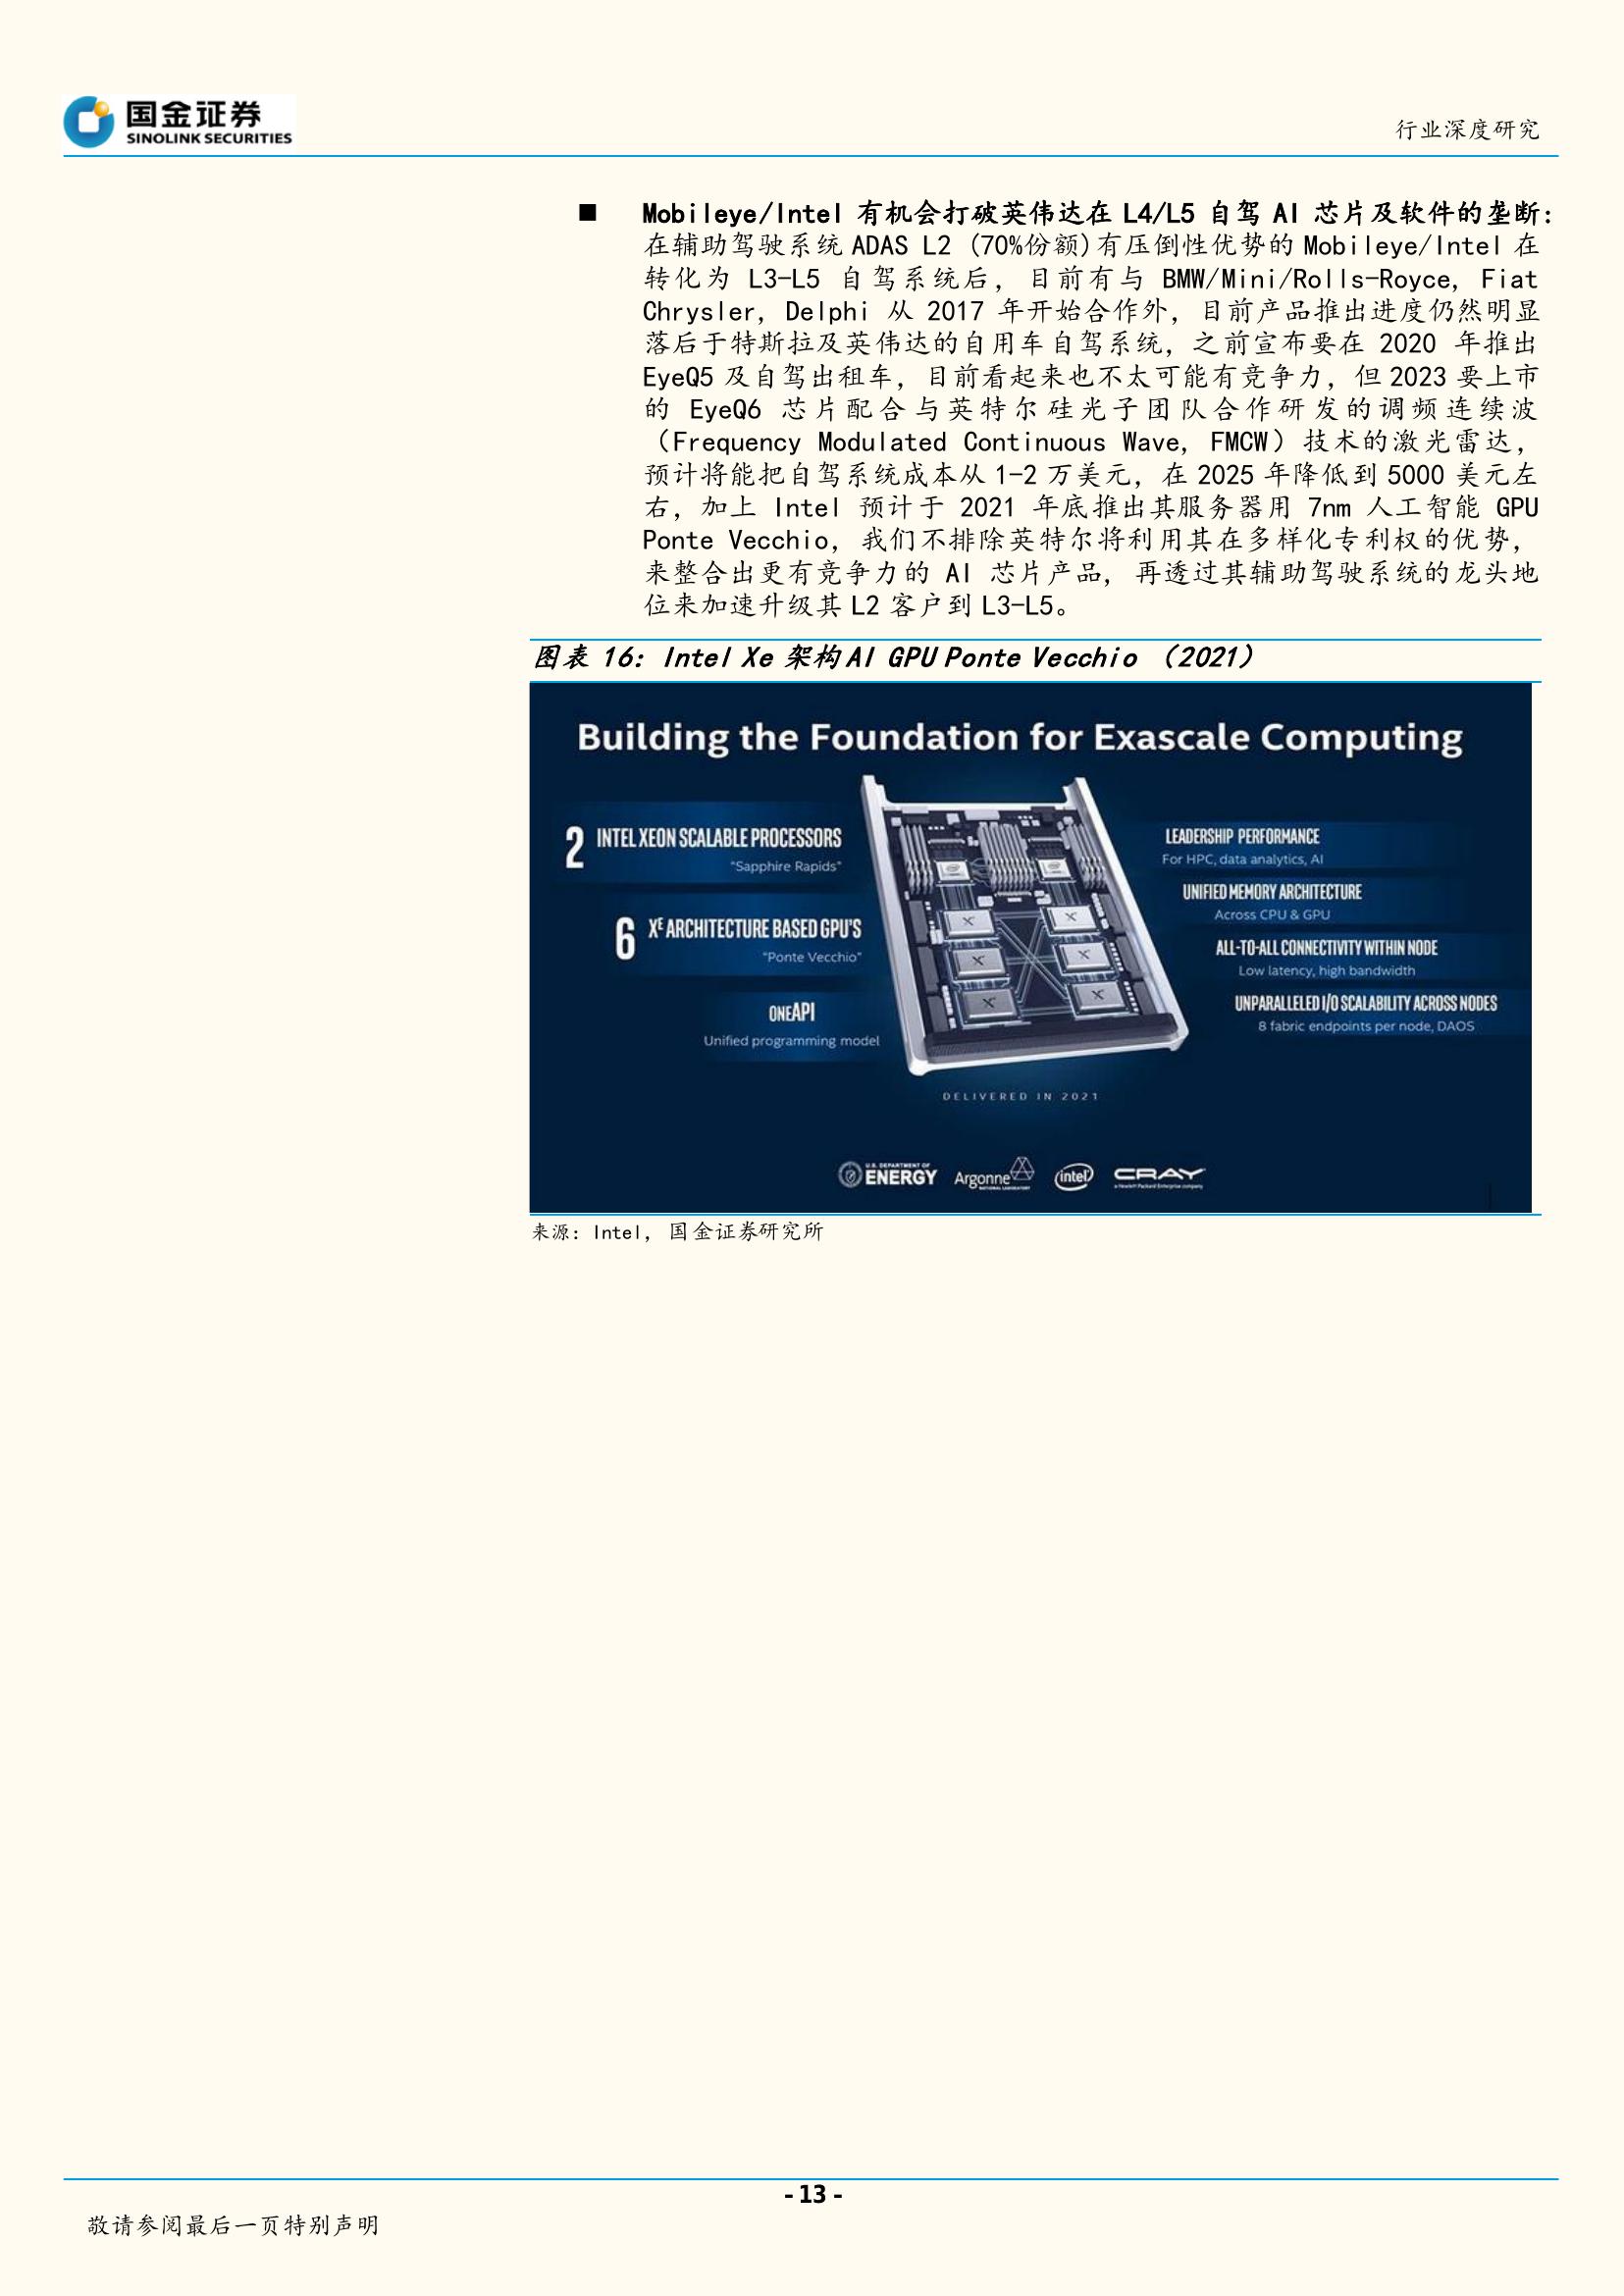 国金证券
SINOLINK SECURITIES
行业深度研究
■ Mobileye/Intel 有机会打破英伟达在 L4/L5 自驾 AI 芯片及软件的垄断：
在辅助驾驶系统 ADAS L2 (70%份额)有压倒性优势的 Mobileye/Intel 在
转化为 L3-L5 自驾系统后，目前有与 BMW/Mini/Rolls-Royce, Fiat
Chrysler, Delphi 从 2017 年开始合作外，目前产品推出进度仍然明显
落后于特斯拉及英伟达的自用车自驾系统，之前宣布要在 2020 年推出
EyeQ5 及自驾出租车，目前看起来也不太可能有竞争力，但 2023 要上市
的 EyeQ6 芯片配合与英特尔硅光子团队合作研发的调频连续波
（Frequency Modulated Continuous Wave, FMCW）技术的激光雷达，
预计将能把自驾系统成本从 1-2 万美元，在 2025 年降低到 5000 美元左
右，加上 Intel 预计于 2021 年底推出其服务器用 7nm 人工智能 GPU
Ponte Vecchio，我们不排除英特尔将利用其在多样化专利权的优势，
来整合出更有竞争力的 AI 芯片产品，再透过其辅助驾驶系统的龙头地
位来加速升级其 L2 客户到 L3-L5。
图表 16：Intel Xe 架构 AI GPU Ponte Vecchio （2021）
Building the Foundation for Exascale Computing
2 INTEL XEON SCALABLE PROCESSORS
"Sapphire Rapids"
6 Xᴱ ARCHITECTURE BASED GPU'S
"Ponte Vecchio"
ONEAPI
Unified programming model
LEADERSHIP PERFORMANCE
For HPC, data analytics, AI
UNIFIED MEMORY ARCHITECTURE
Across CPU & GPU
ALL-TO-ALL CONNECTIVITY WITHIN NODE
Low latency, high bandwidth
UNPARALLELED I/O SCALABILITY ACROSS NODES
8 fabric endpoints per node, DAOS
DELIVERED IN 2021
U.S. DEPARTMENT OF
ENERGY
Argonne
NATIONAL LABORATORY
intel
CRAY
a Hewlett Packard Enterprise company
来源：Intel，国金证券研究所
- 13 -
敬请参阅最后一页特别声明